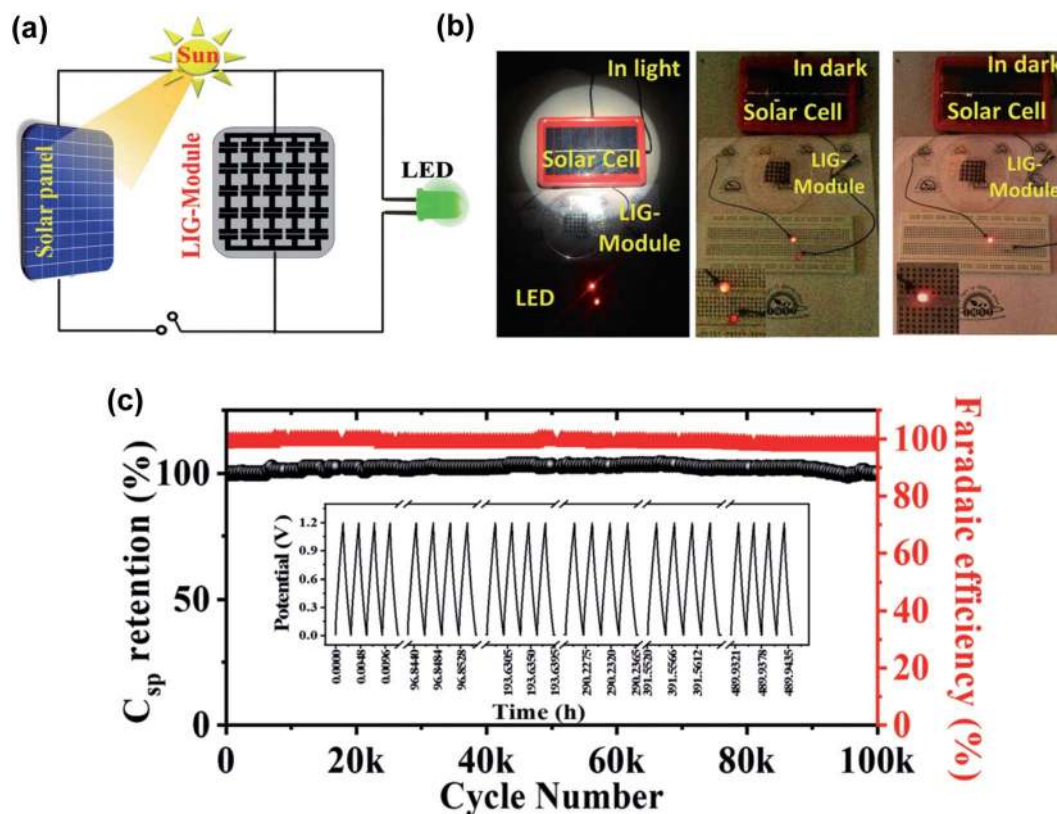 (a)
Sun
Solar panel
LIG-Module
LED
(b)
In light
Solar Cell
LIG-
Module
LED
In dark
Solar Cell
LIG-
Module
In dark
Solar Cell
LIG-
Module
(c)
C_sp retention (%)
100
50
0
Faradaic efficiency (%)
100
80
60
40
20
0
Potential (V)
1.2
0.9
0.6
0.3
0.0
0.0000
0.0048
0.0096
96.8440
96.8484
96.8528
193.6305
193.6350
193.6395
290.2275
290.2320
290.2365
391.5520
391.5566
391.5612
489.9321
489.9378
489.9435
Time (h)
0
20k
40k
60k
80k
100k
Cycle Number